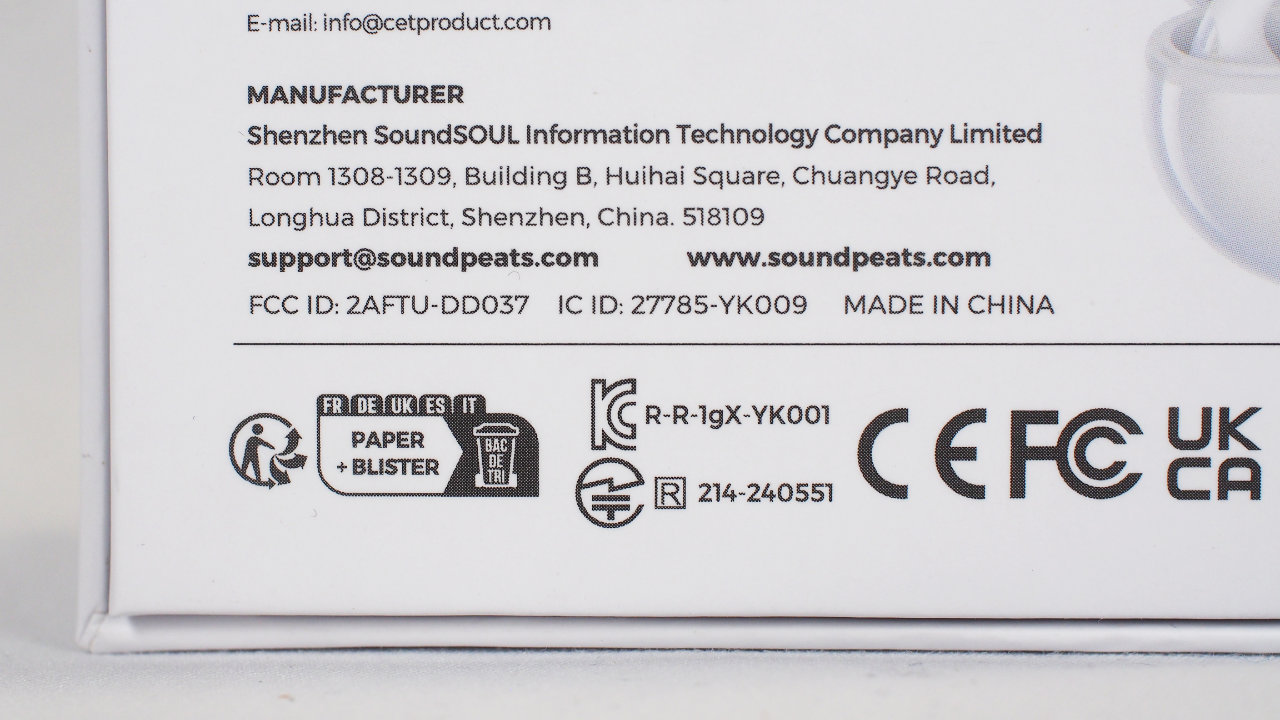 E-mail: info@cetproduct.com
MANUFACTURER
Shenzhen SoundSOUL Information Technology Company Limited
Room 1308-1309, Building B, Huihai Square, Chuangye Road,
Longhua District, Shenzhen, China. 518109
support@soundpeats.com www.soundpeats.com
FCC ID: 2AFTU-DD037 IC ID: 27785-YK009 MADE IN CHINA
FR DE UK ES IT
PAPER
+ BLISTER
BAC
DE
TRI
R-R-1gX-YK001
R 214-240551
CE FC
UK
CA